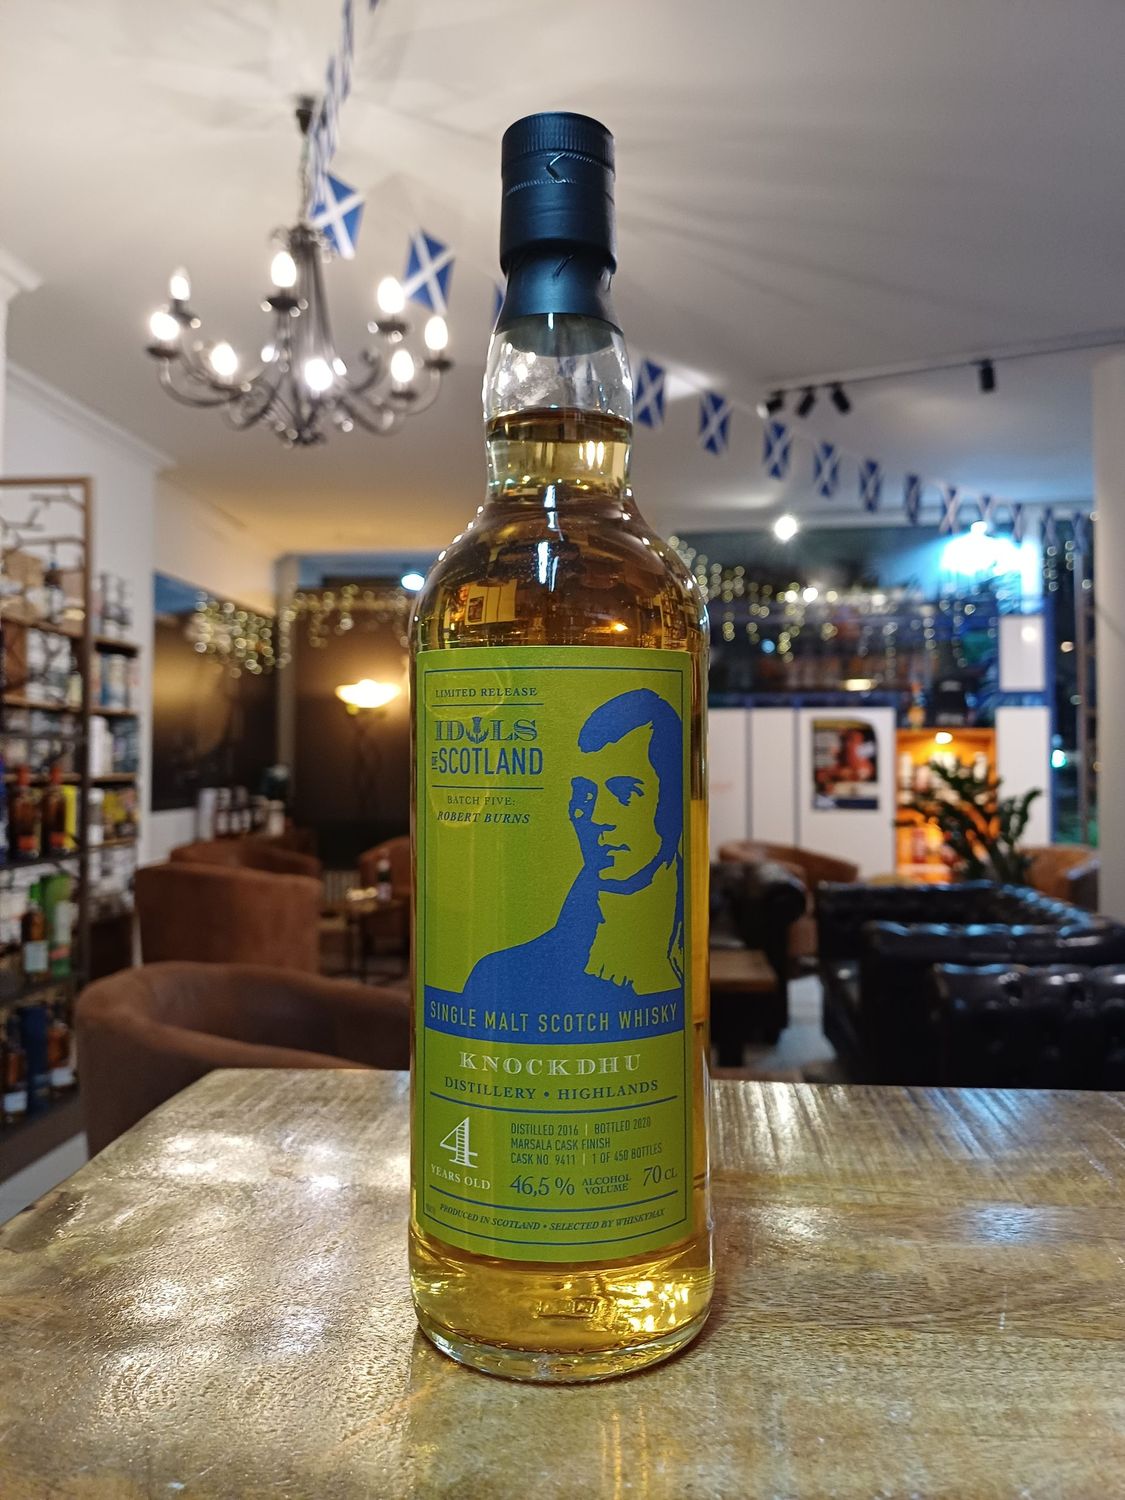 LIMITED RELEASE
IDOLS
OF SCOTLAND
BATCH FIVE:
ROBERT BURNS
SINGLE MALT SCOTCH WHISKY
KNOCKDHU
DISTILLERY • HIGHLANDS
4
YEARS OLD
DISTILLED 2016 | BOTTLED 2020
MARSALA CASK FINISH
CASK NO 9411 | 1 OF 450 BOTTLES
46,5 % ALCOHOL VOLUME 70 CL
PRODUCED IN SCOTLAND • SELECTED BY WHISKYMAX